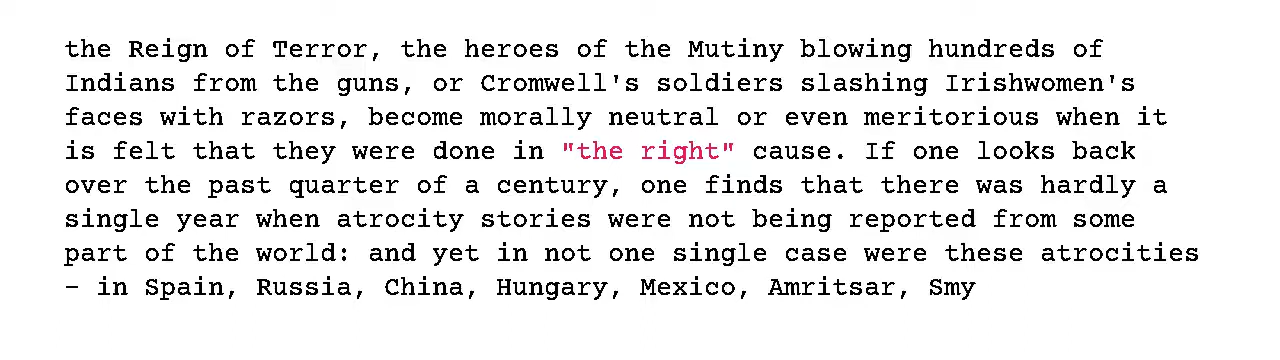 the Reign of Terror, the heroes of the Mutiny blowing hundreds of
Indians from the guns, or Cromwell's soldiers slashing Irishwomen's
faces with razors, become morally neutral or even meritorious when it
is felt that they were done in "the right" cause. If one looks back
over the past quarter of a century, one finds that there was hardly a
single year when atrocity stories were not being reported from some
part of the world: and yet in not one single case were these atrocities
– in Spain, Russia, China, Hungary, Mexico, Amritsar, Smy